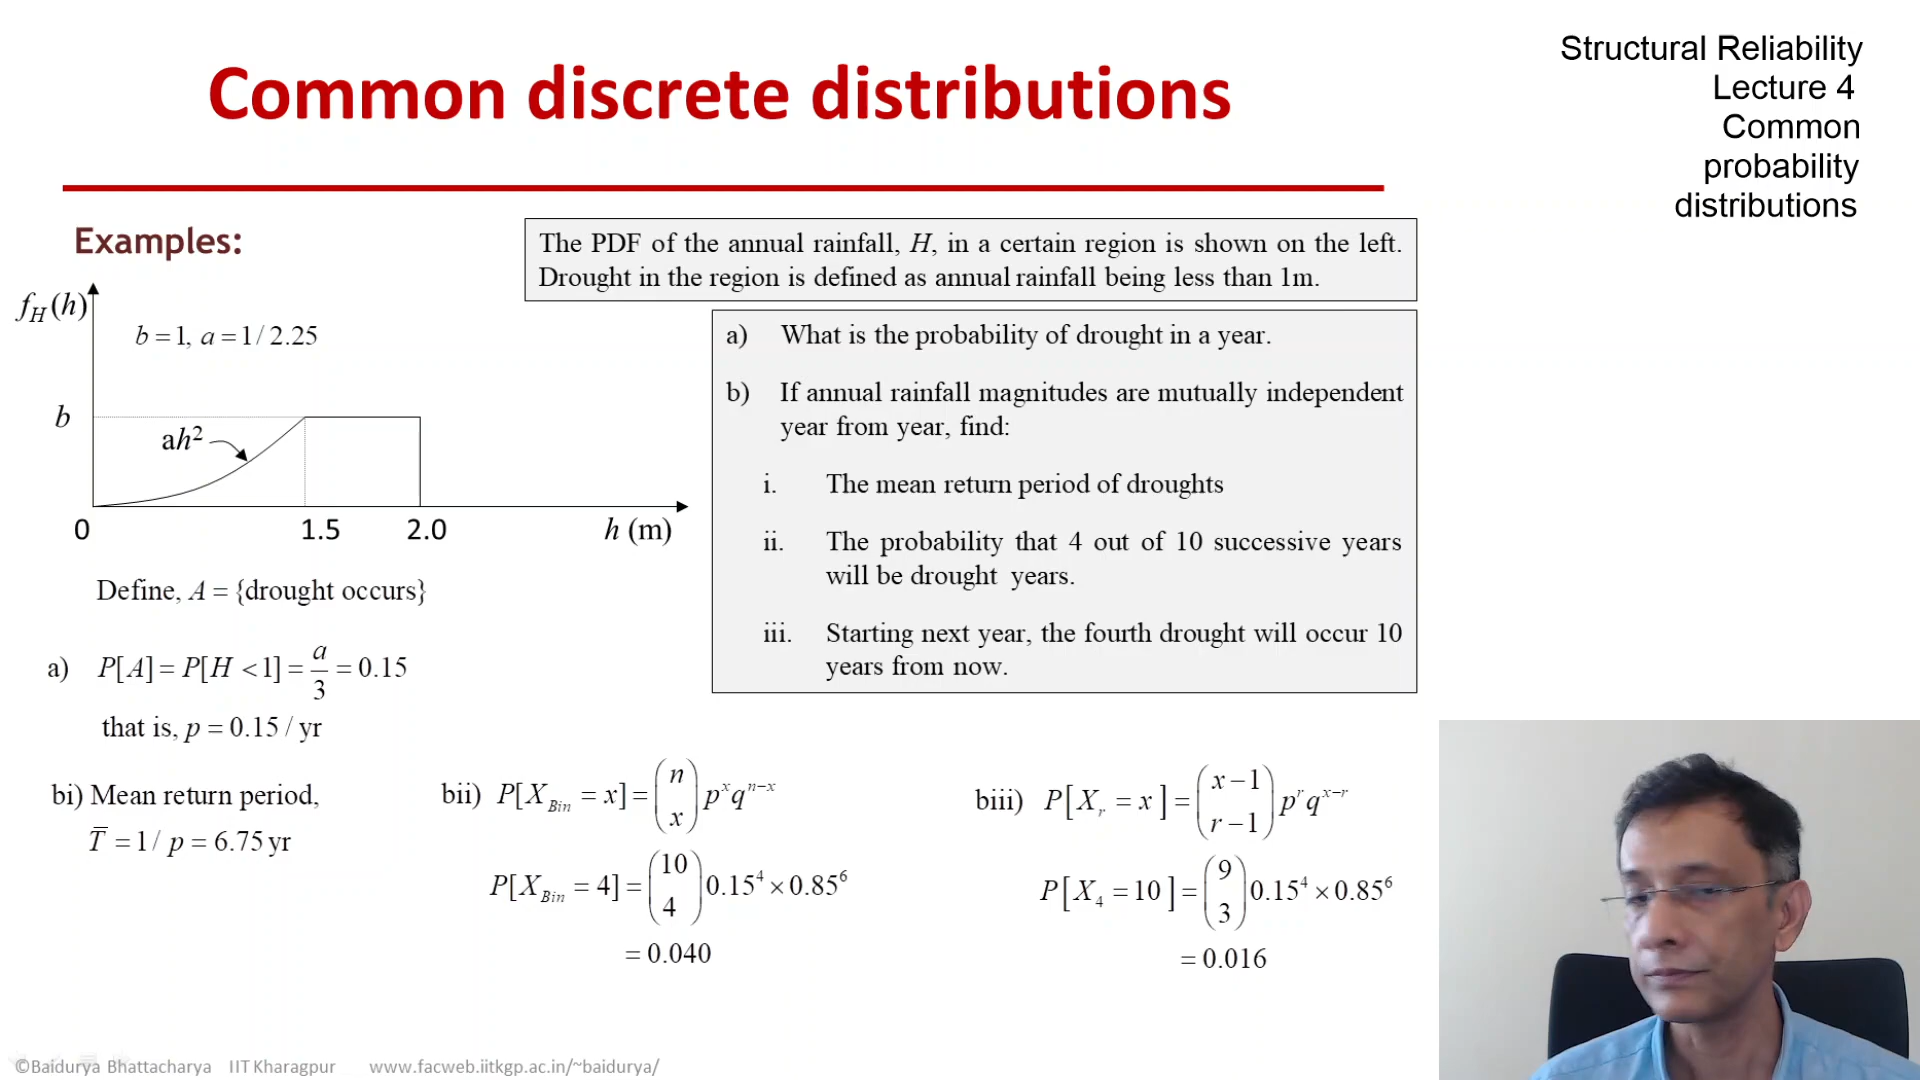 Common discrete distributions
Structural Reliability
Lecture 4
Common
probability
distributions
Examples:
The PDF of the annual rainfall, H, in a certain region is shown on the left.
Drought in the region is defined as annual rainfall being less than 1m.
f_H(h)
b = 1, a = 1/2.25
b
ah²
0
1.5
2.0
h (m)
a) What is the probability of drought in a year.
b) If annual rainfall magnitudes are mutually independent
year from year, find:
i. The mean return period of droughts
ii. The probability that 4 out of 10 successive years
will be drought years.
iii. Starting next year, the fourth drought will occur 10
years from now.
Define, A = {drought occurs}
a) P[A] = P[H < 1] = a/3 = 0.15
that is, p = 0.15 / yr
bi) Mean return period,
T̅ = 1/ p = 6.75 yr
bii) P[X_Bin = x] = (n x) p^x q^(n−x)
P[X_Bin = 4] = (10 4) 0.15⁴ × 0.85⁶
= 0.040
biii) P[X_r = x] = (x−1 r−1) p^r q^(x−r)
P[X_4 = 10] = (9 3) 0.15⁴ × 0.85⁶
= 0.016
©Baidurya Bhattacharya IIT Kharagpur www.facweb.iitkgp.ac.in/~baidurya/